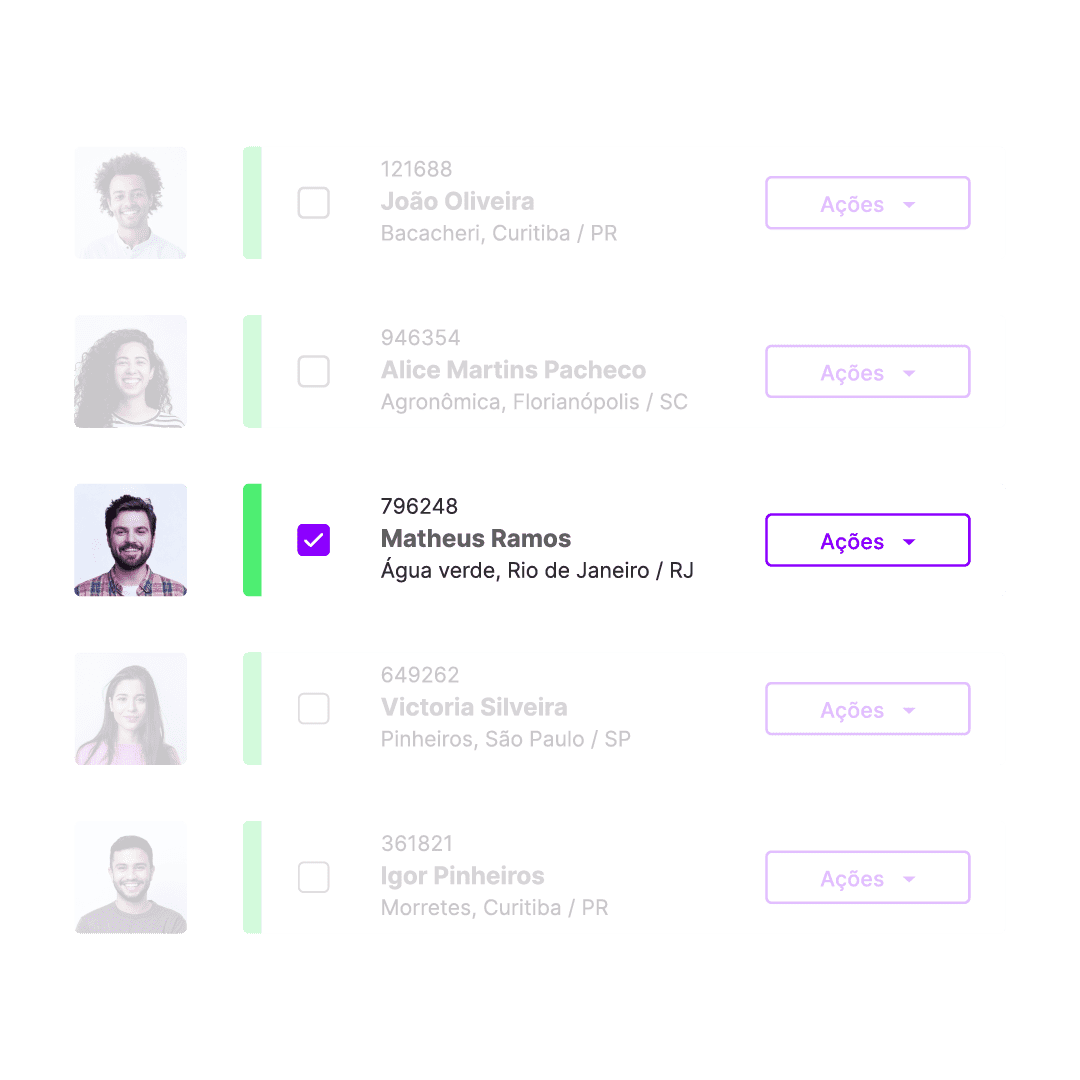 121688
João Oliveira
Bacacheri, Curitiba / PR
Ações
946354
Alice Martins Pacheco
Agronômica, Florianópolis / SC
Ações
796248
Matheus Ramos
Água verde, Rio de Janeiro / RJ
Ações
649262
Victoria Silveira
Pinheiros, São Paulo / SP
Ações
361821
Igor Pinheiros
Morretes, Curitiba / PR
Ações